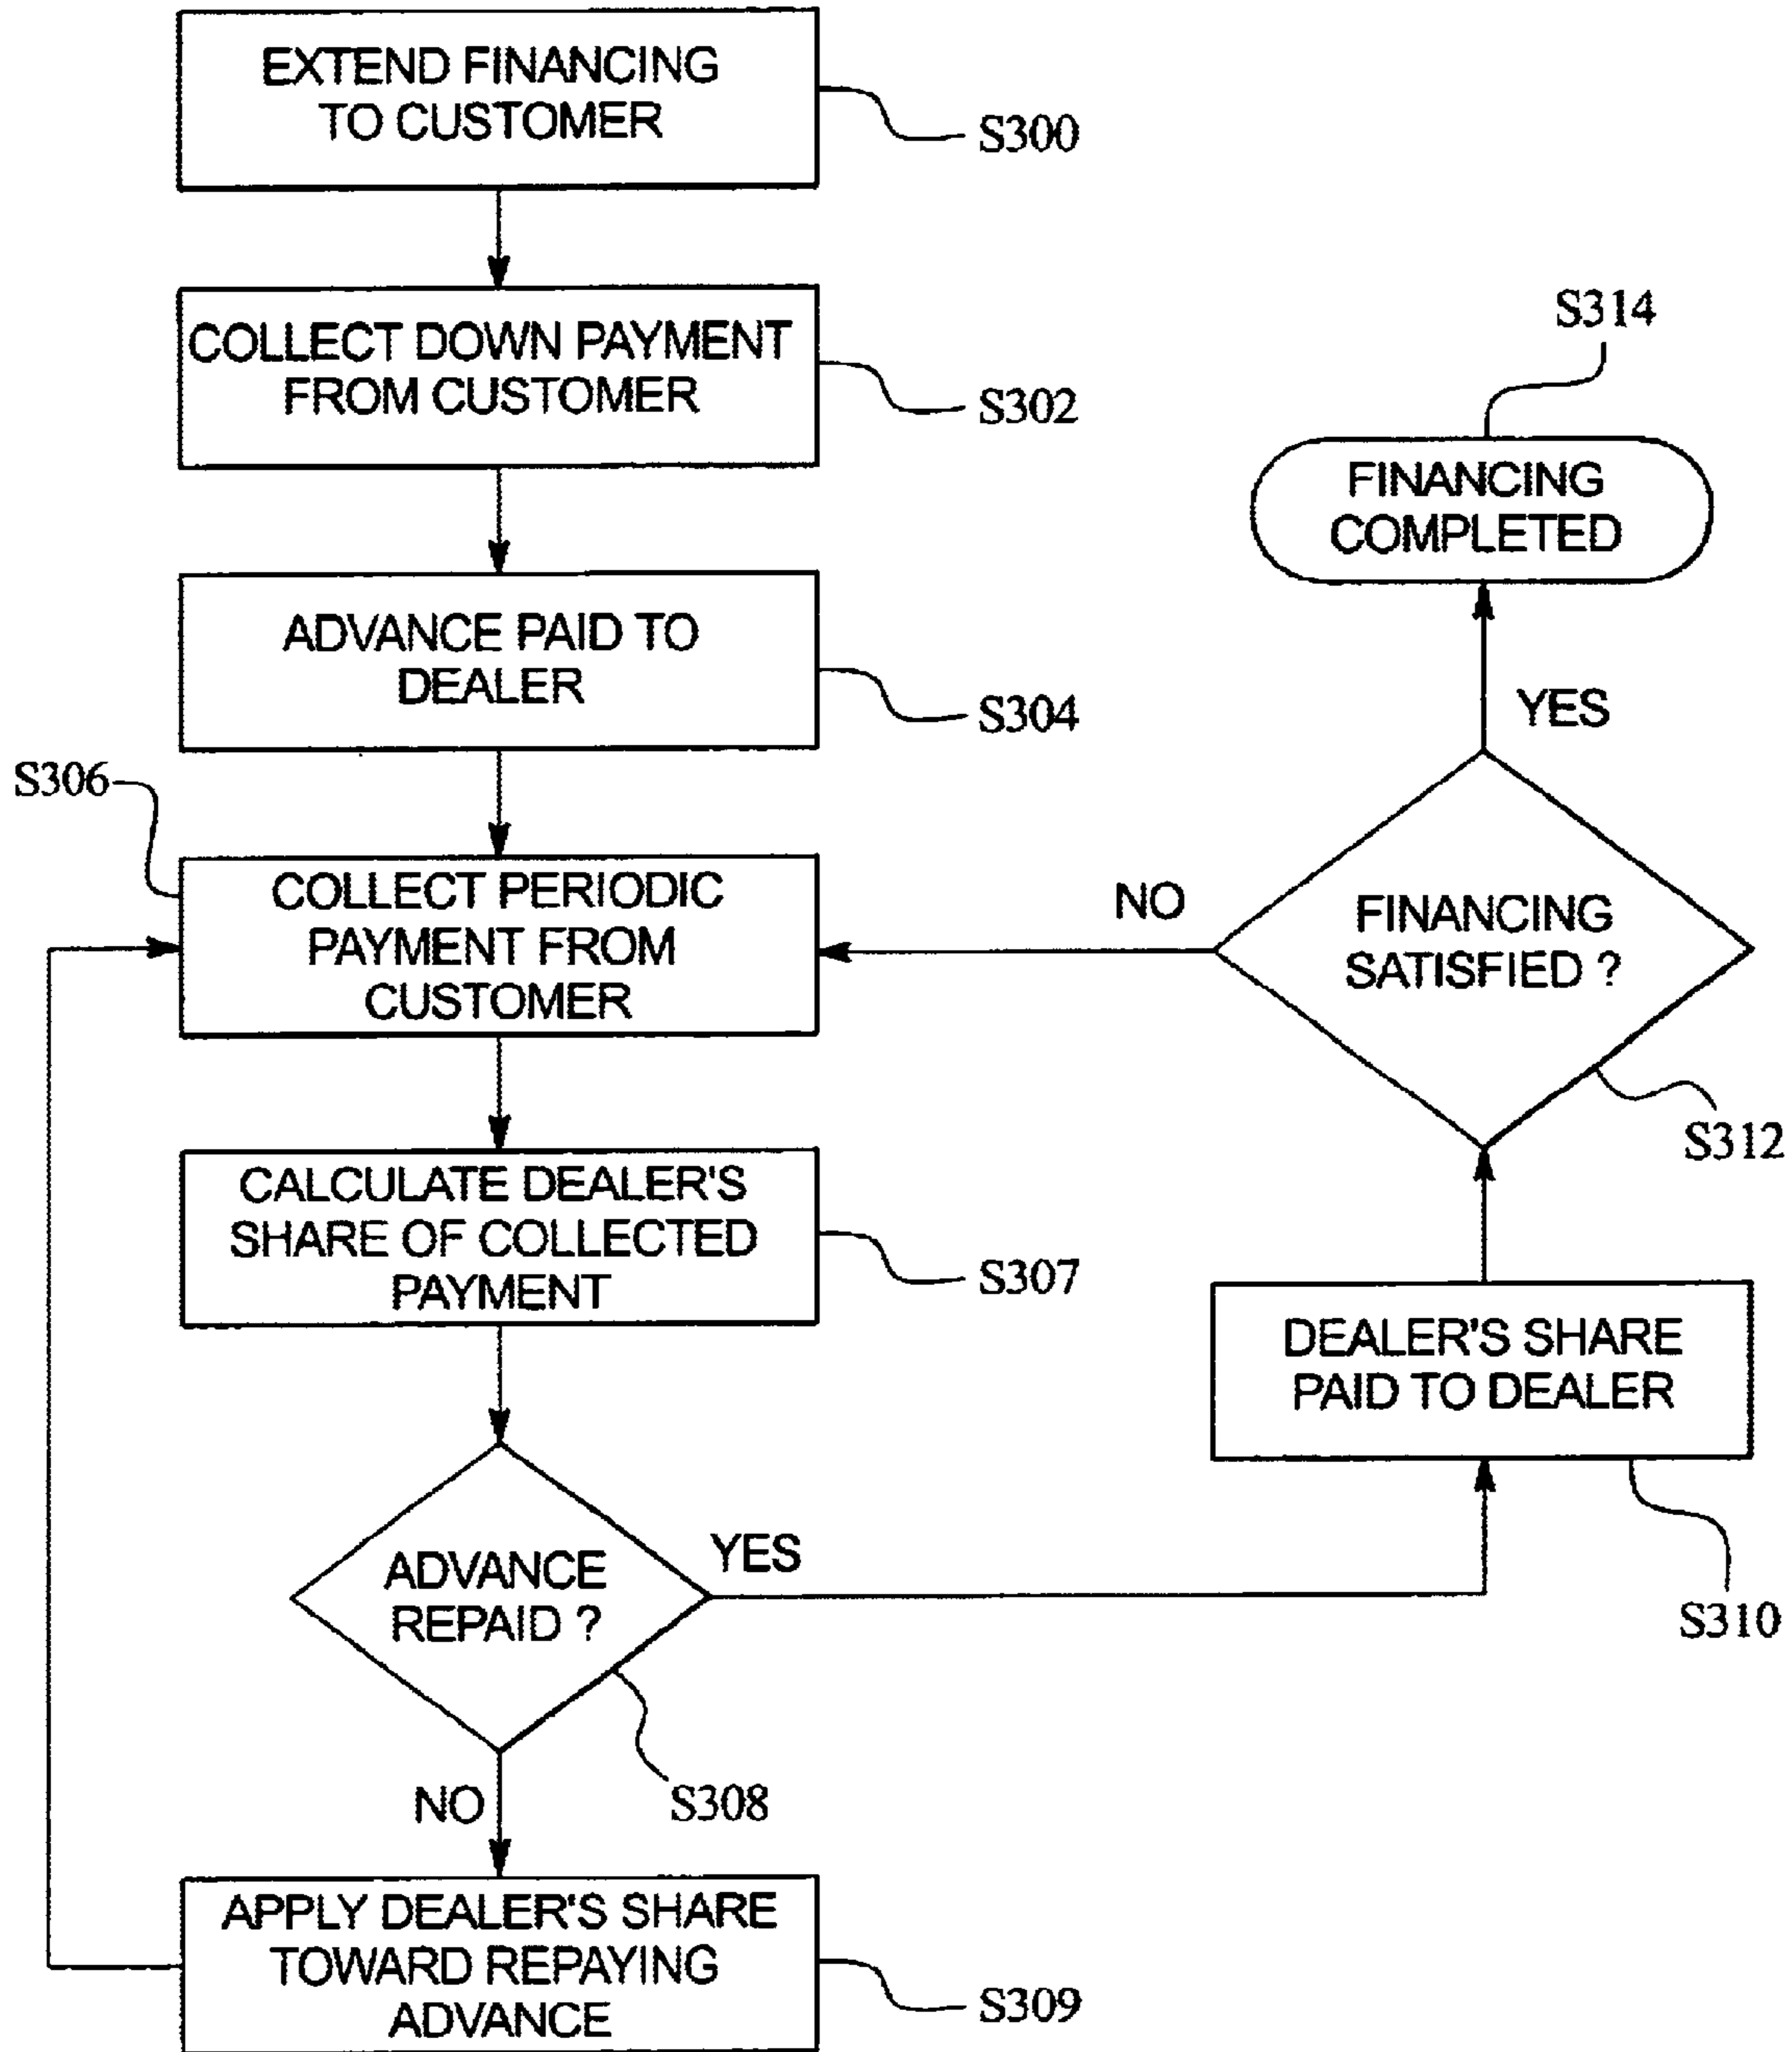 EXTEND FINANCING
TO CUSTOMER
S300
COLLECT DOWN PAYMENT
FROM CUSTOMER
S302
ADVANCE PAID TO
DEALER
S304
S306
COLLECT PERIODIC
PAYMENT FROM
CUSTOMER
CALCULATE DEALER'S
SHARE OF COLLECTED
PAYMENT
S307
ADVANCE
REPAID ?
YES
NO
S308
APPLY DEALER'S SHARE
TOWARD REPAYING
ADVANCE
S309
DEALER'S SHARE
PAID TO DEALER
S310
FINANCING
SATISFIED ?
NO
S312
YES
FINANCING
COMPLETED
S314